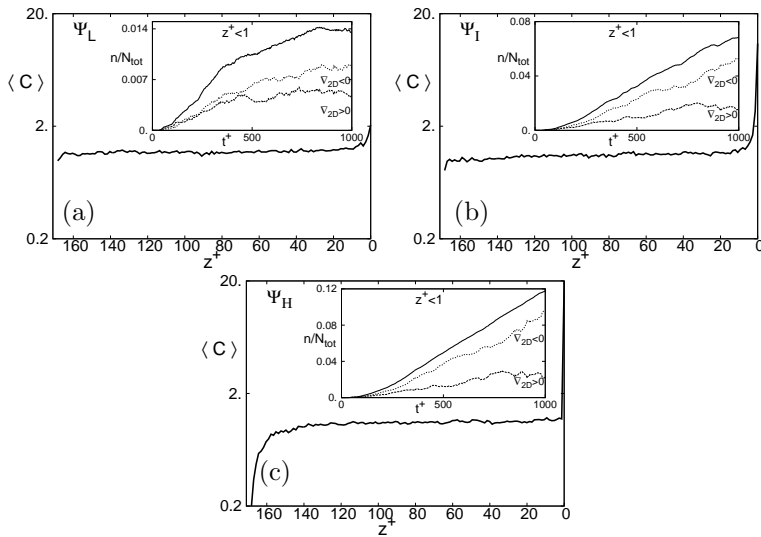 20.
Ψ_L
0.014
z⁺<1
n/N_tot
0.007
∇_2D<0
∇_2D>0
0
0
t⁺
500
1000
⟨ C ⟩
2.
0.2
(a)
160 140 120 100 80 60 40 20 0
z⁺
20.
Ψ_I
0.08
z⁺<1
n/N_tot
0.04
∇_2D<0
∇_2D>0
0.
0
t⁺
500
1000
⟨ C ⟩
2.
0.2
(b)
160 140 120 100 80 60 40 20 0
z⁺
20.
Ψ_H
0.12
z⁺<1
n/N_tot
0.08
0.04
∇_2D<0
∇_2D>0
0.
0
t⁺
500
1000
⟨ C ⟩
2.
0.2
(c)
160 140 120 100 80 60 40 20 0
z⁺